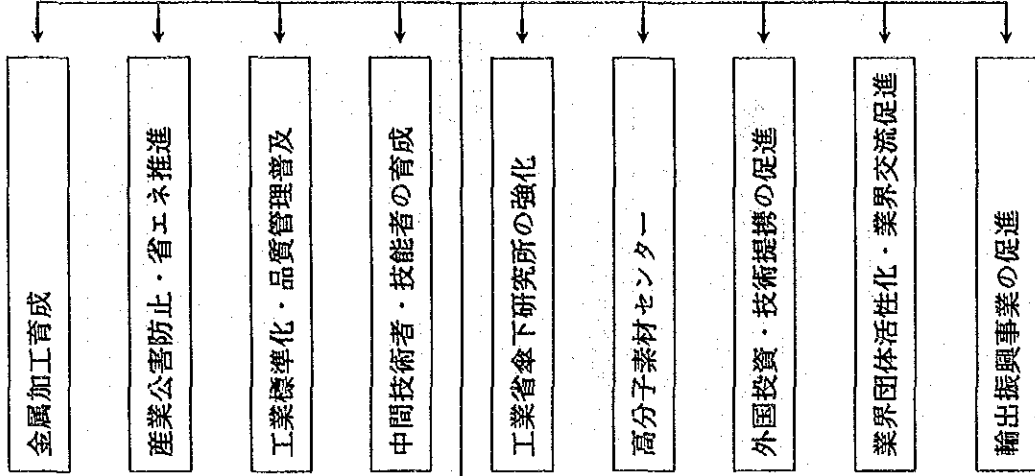 金属加工育成
産業公害防止・省エネ推進
工業標準化・品質管理普及
中間技術者・技能者の育成
工業省傘下研究所の強化
高分子素材センター
外国投資・技術提携の促進
業界団体活性化・業界交流促進
輸出振興事業の促進